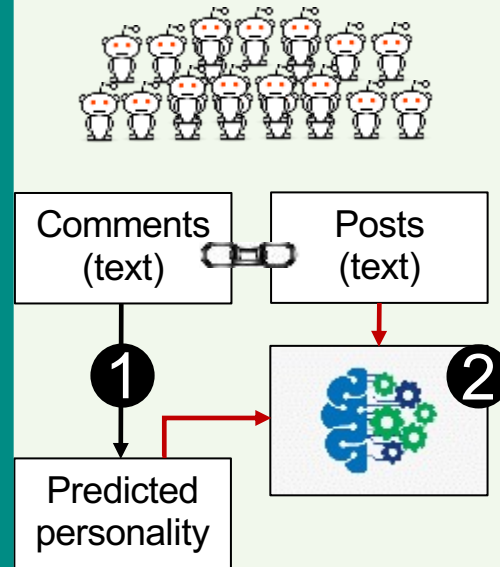 Comments
(text)
Posts
(text)
1
2
Predicted
personality